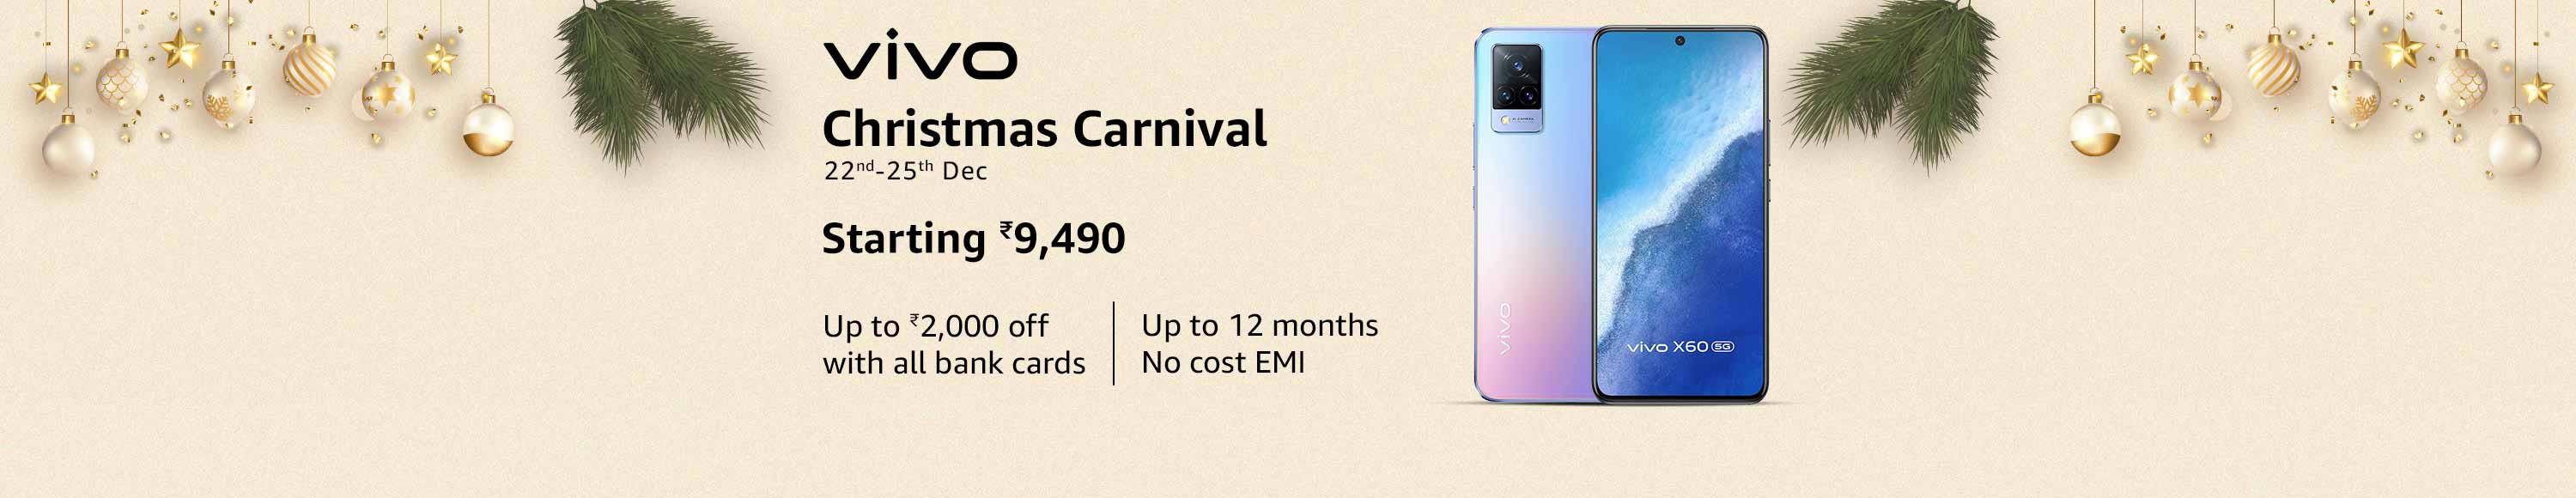 vivo
Christmas Carnival
22nd-25th Dec
Starting ₹9,490
Up to ₹2,000 off
with all bank cards
Up to 12 months
No cost EMI
vivo
vivo X60 5G